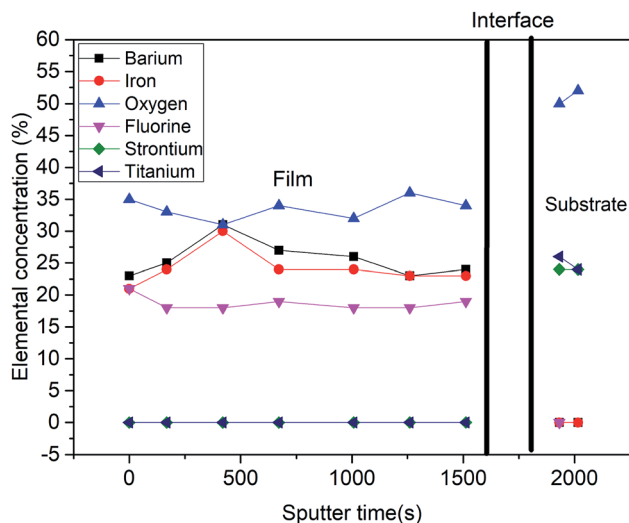 Interface
60
55
50
45
40
35
30
25
20
15
10
5
0
-5
Elemental concentration (%)
Barium
Iron
Oxygen
Fluorine
Strontium
Titanium
Film
Substrate
0 500 1000 1500 2000
Sputter time(s)